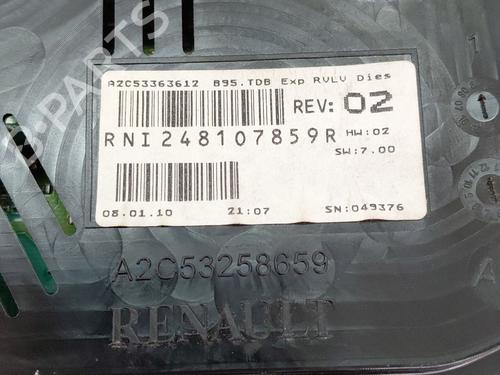 B-PARTS
A2C53363612 B95.TDB Exp RVLV Dies
REV: 02
RNI248107859R HW:02
SW:7.00
08.01.10 21:07 SN:049376
A2C53258659
RENAULT